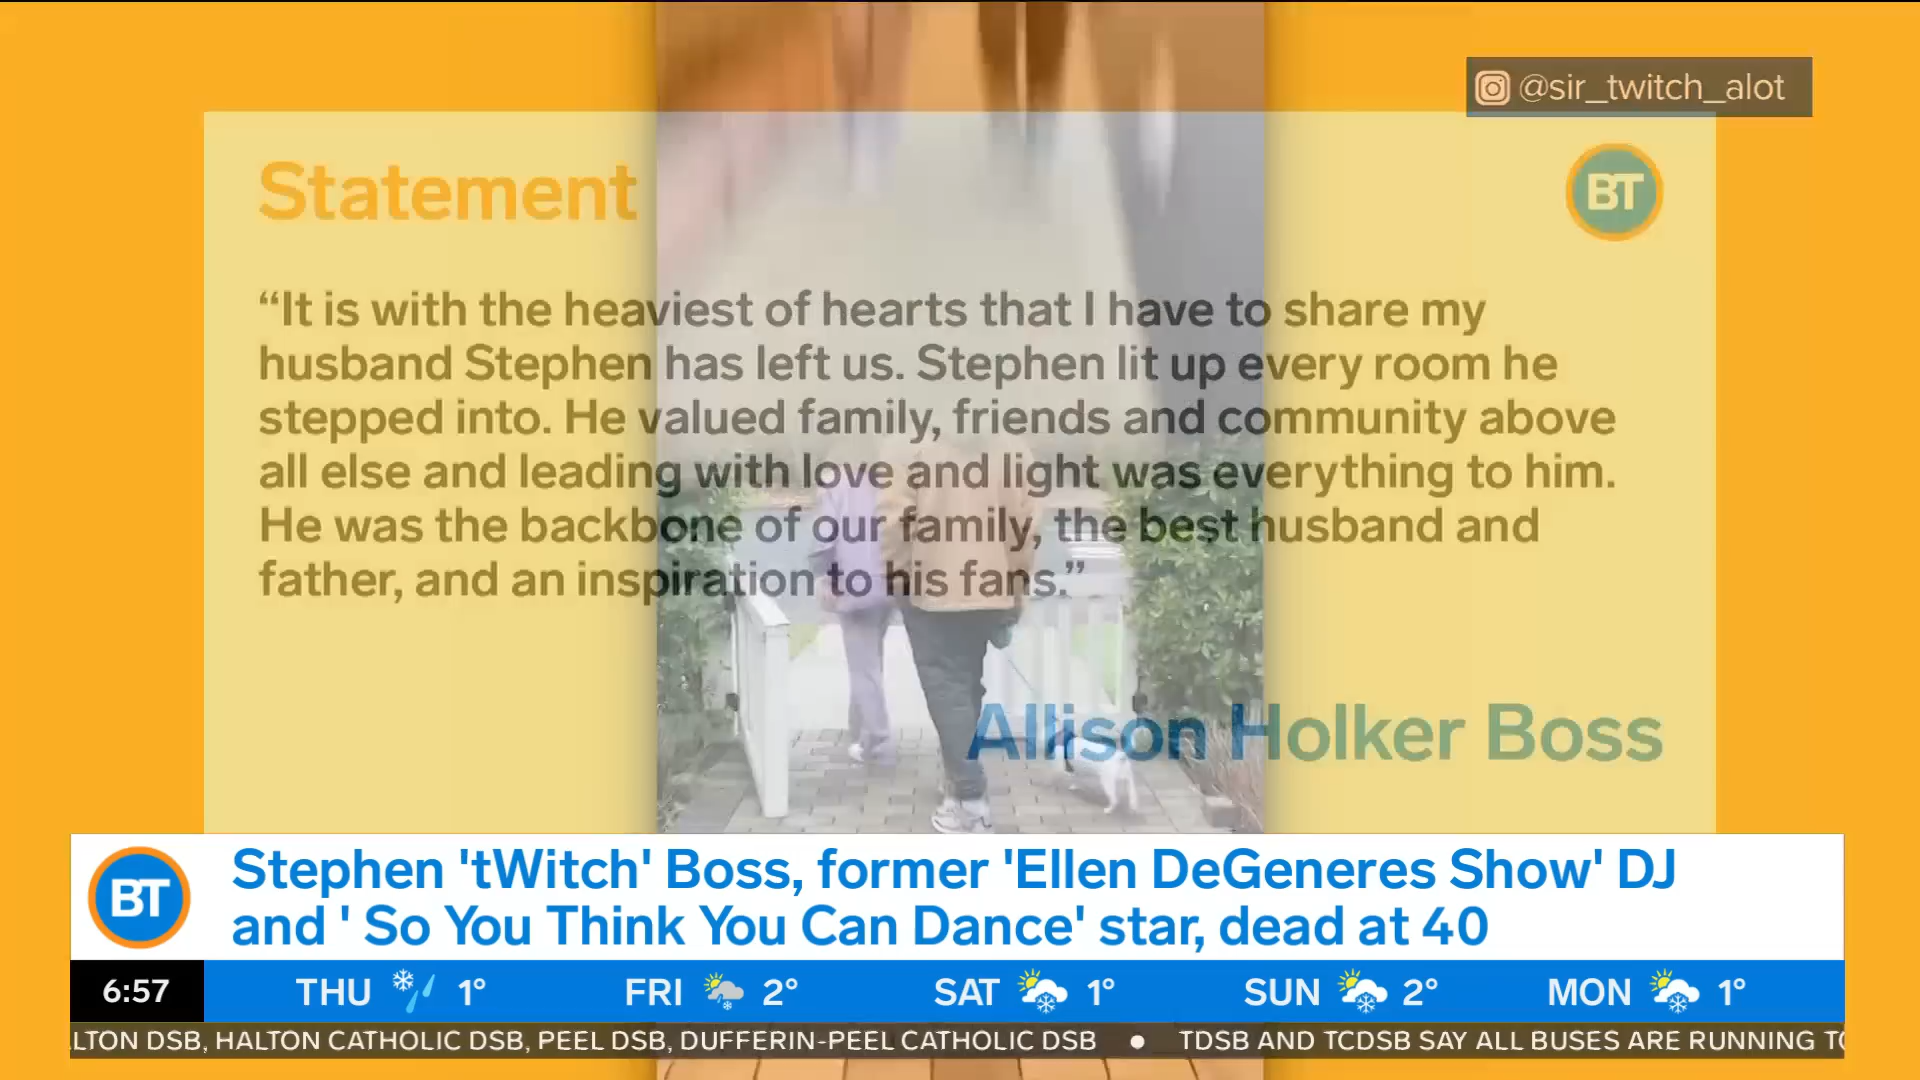 @sir_twitch_alot
Statement
BT
“It is with the heaviest of hearts that I have to share my
husband Stephen has left us. Stephen lit up every room he
stepped into. He valued family, friends and community above
all else and leading with love and light was everything to him.
He was the backbone of our family, the best husband and
father, and an inspiration to his fans.”
Allison Holker Boss
BT
Stephen 'tWitch' Boss, former 'Ellen DeGeneres Show' DJ
and ' So You Think You Can Dance' star, dead at 40
6:57 THU 1° FRI 2° SAT 1° SUN 2° MON 1°
LTON DSB, HALTON CATHOLIC DSB, PEEL DSB, DUFFERIN-PEEL CATHOLIC DSB ● TDSB AND TCDSB SAY ALL BUSES ARE RUNNING